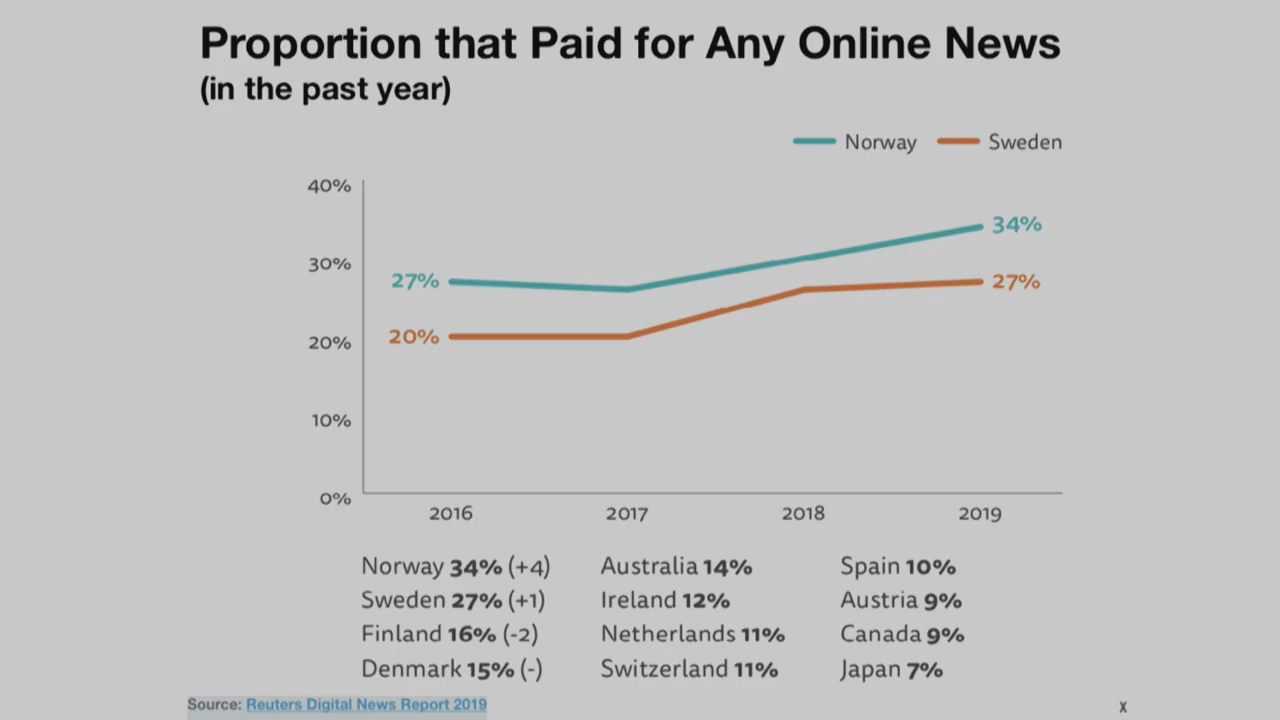 Proportion that Paid for Any Online News
(in the past year)
Norway Sweden
40%
30%
20%
10%
0%
27%
20%
34%
27%
2016 2017 2018 2019
Norway 34% (+4)
Sweden 27% (+1)
Finland 16% (-2)
Denmark 15% (-)
Australia 14%
Ireland 12%
Netherlands 11%
Switzerland 11%
Spain 10%
Austria 9%
Canada 9%
Japan 7%
Source: Reuters Digital News Report 2019
x